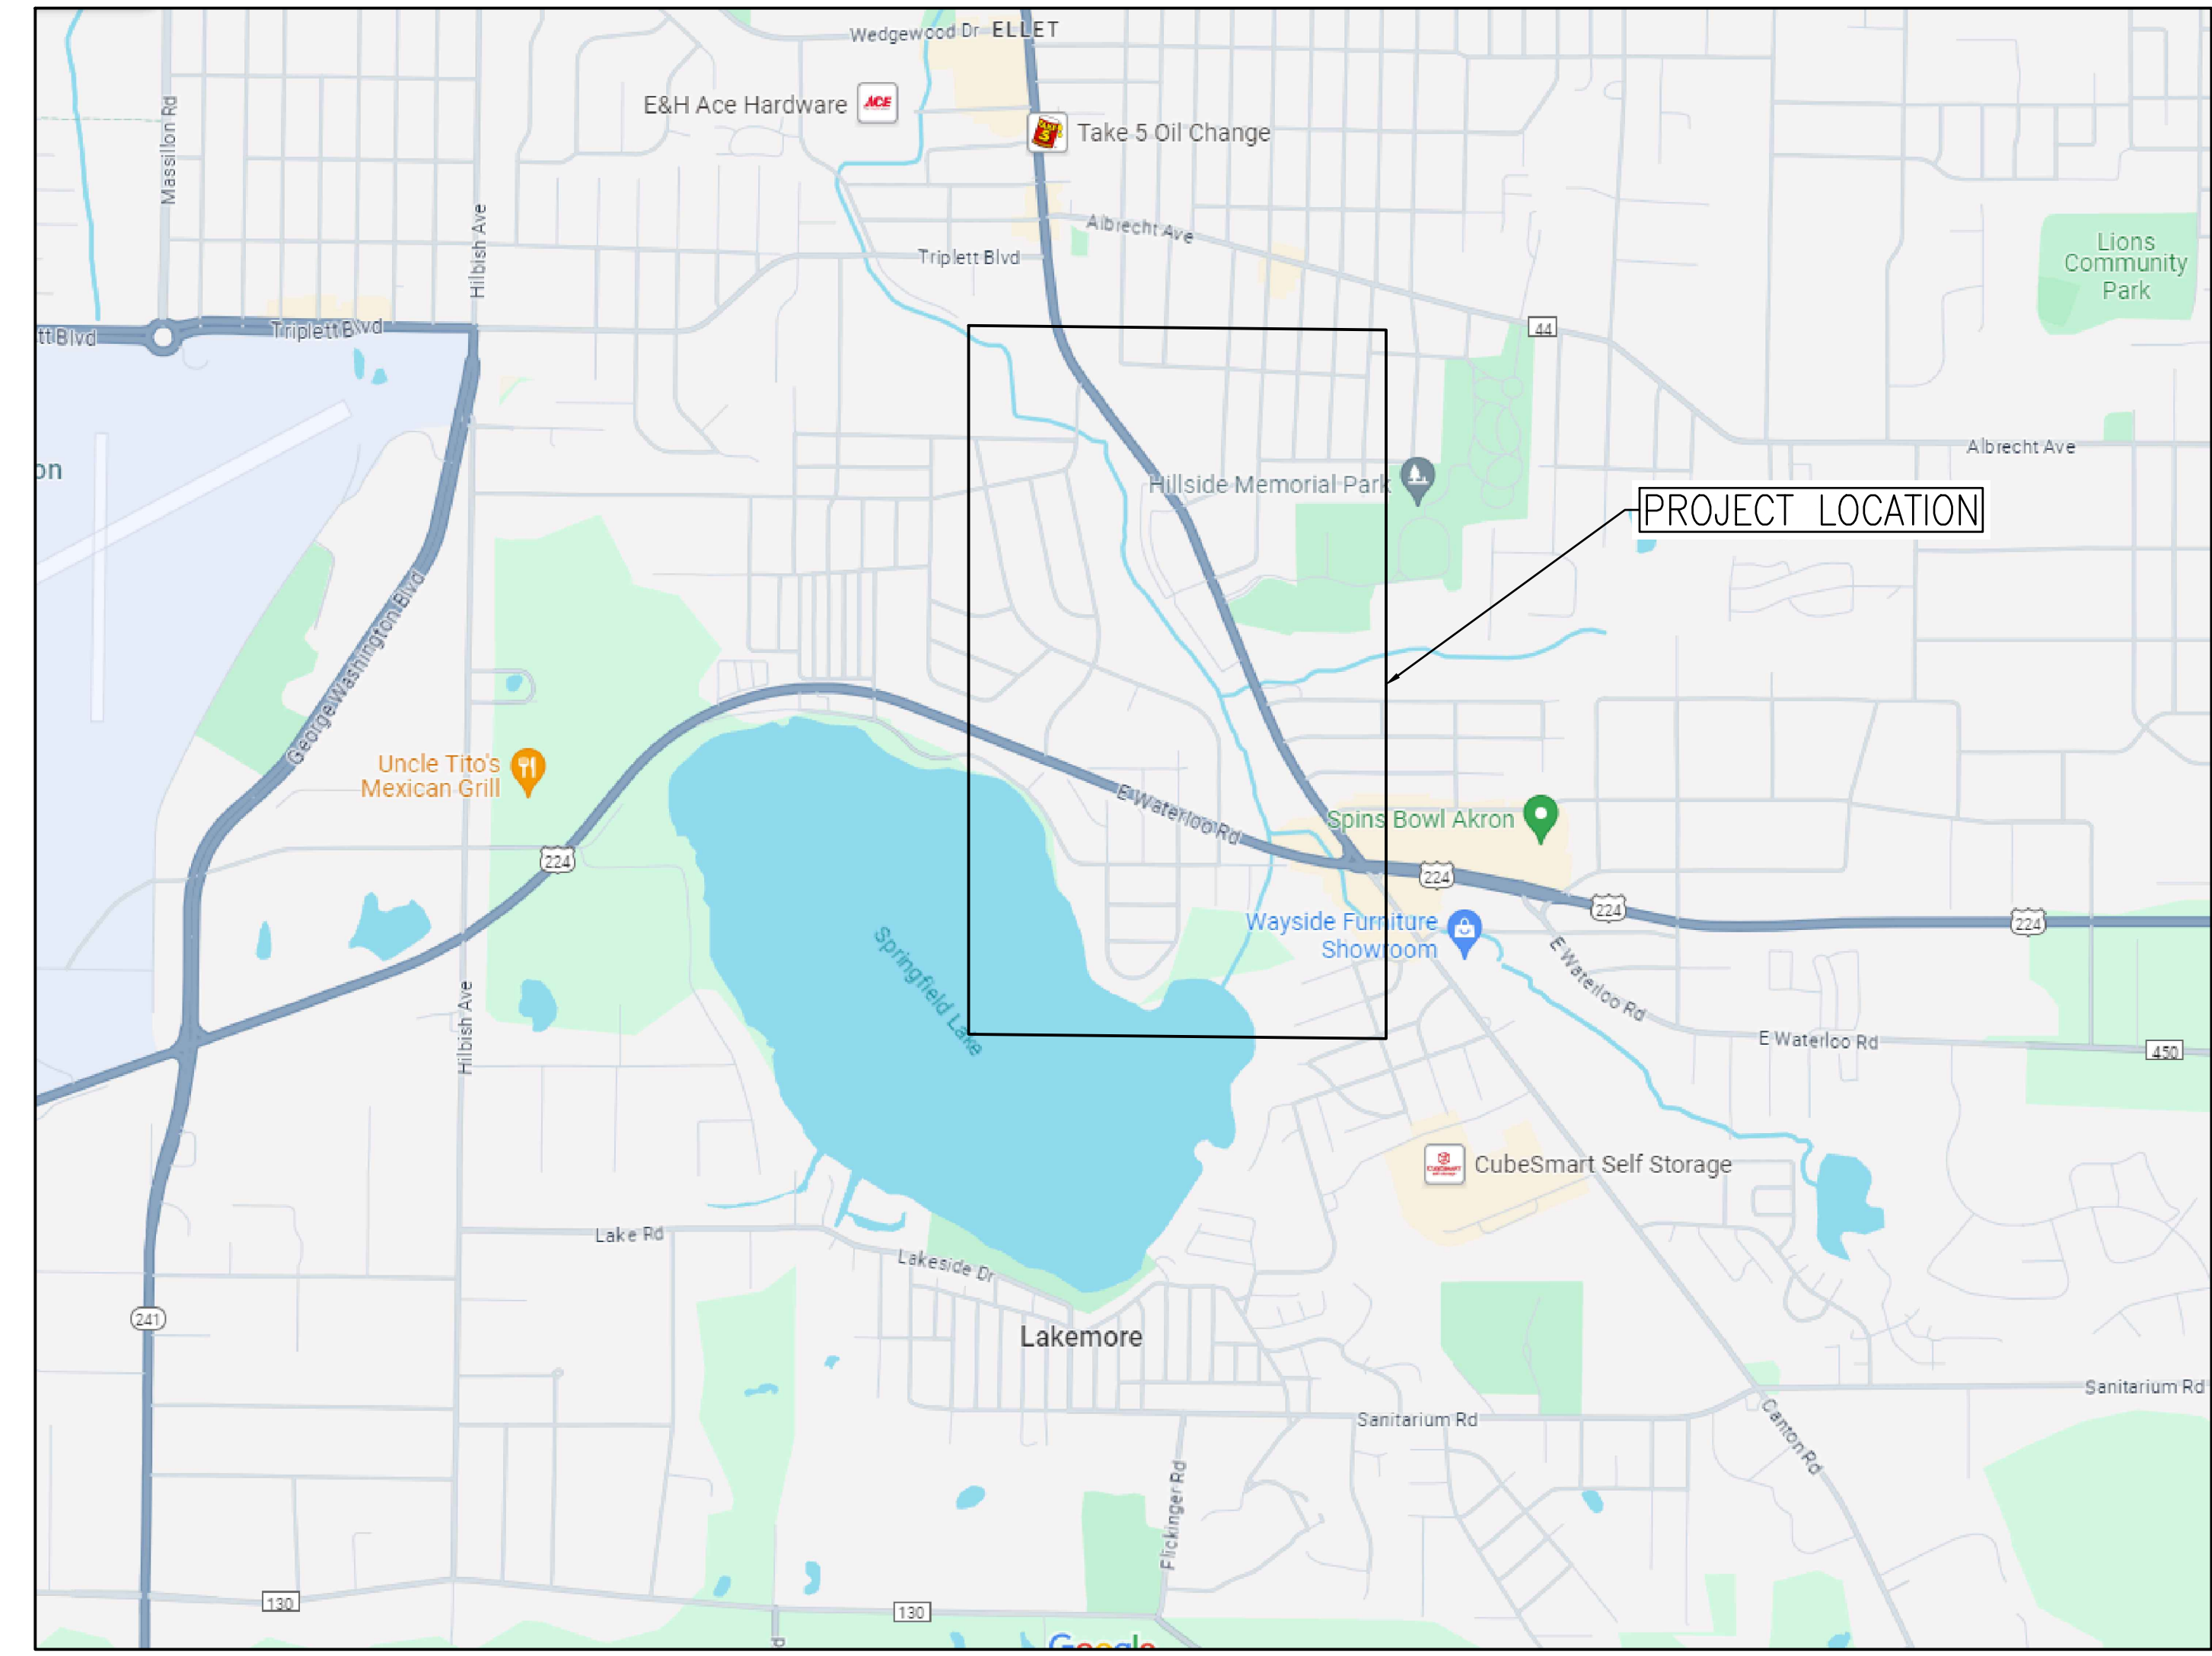 Wedgewood Dr
ELLET
E&H Ace Hardware
ACE
Take 5 Oil Change
Massillon Rd
Hilbish Ave
Albrecht Ave
Triplett Blvd
Lions
Community
Park
44
tt Blvd
Triplett Blvd
Albrecht Ave
on
Hillside Memorial Park
PROJECT LOCATION
George Washington Blvd
Uncle Tito's
Mexican Grill
E Waterloo Rd
Spins Bowl Akron
224
224
224
224
Wayside Furniture
Showroom
Springfield Lake
E Waterloo Rd
Hilbish Ave
E Waterloo Rd
450
CubeSmart Self Storage
Lake Rd
Lakeside Dr
241
Lakemore
Sanitarium Rd
Sanitarium Rd
Canton Rd
Flickinger Rd
130
130
Google